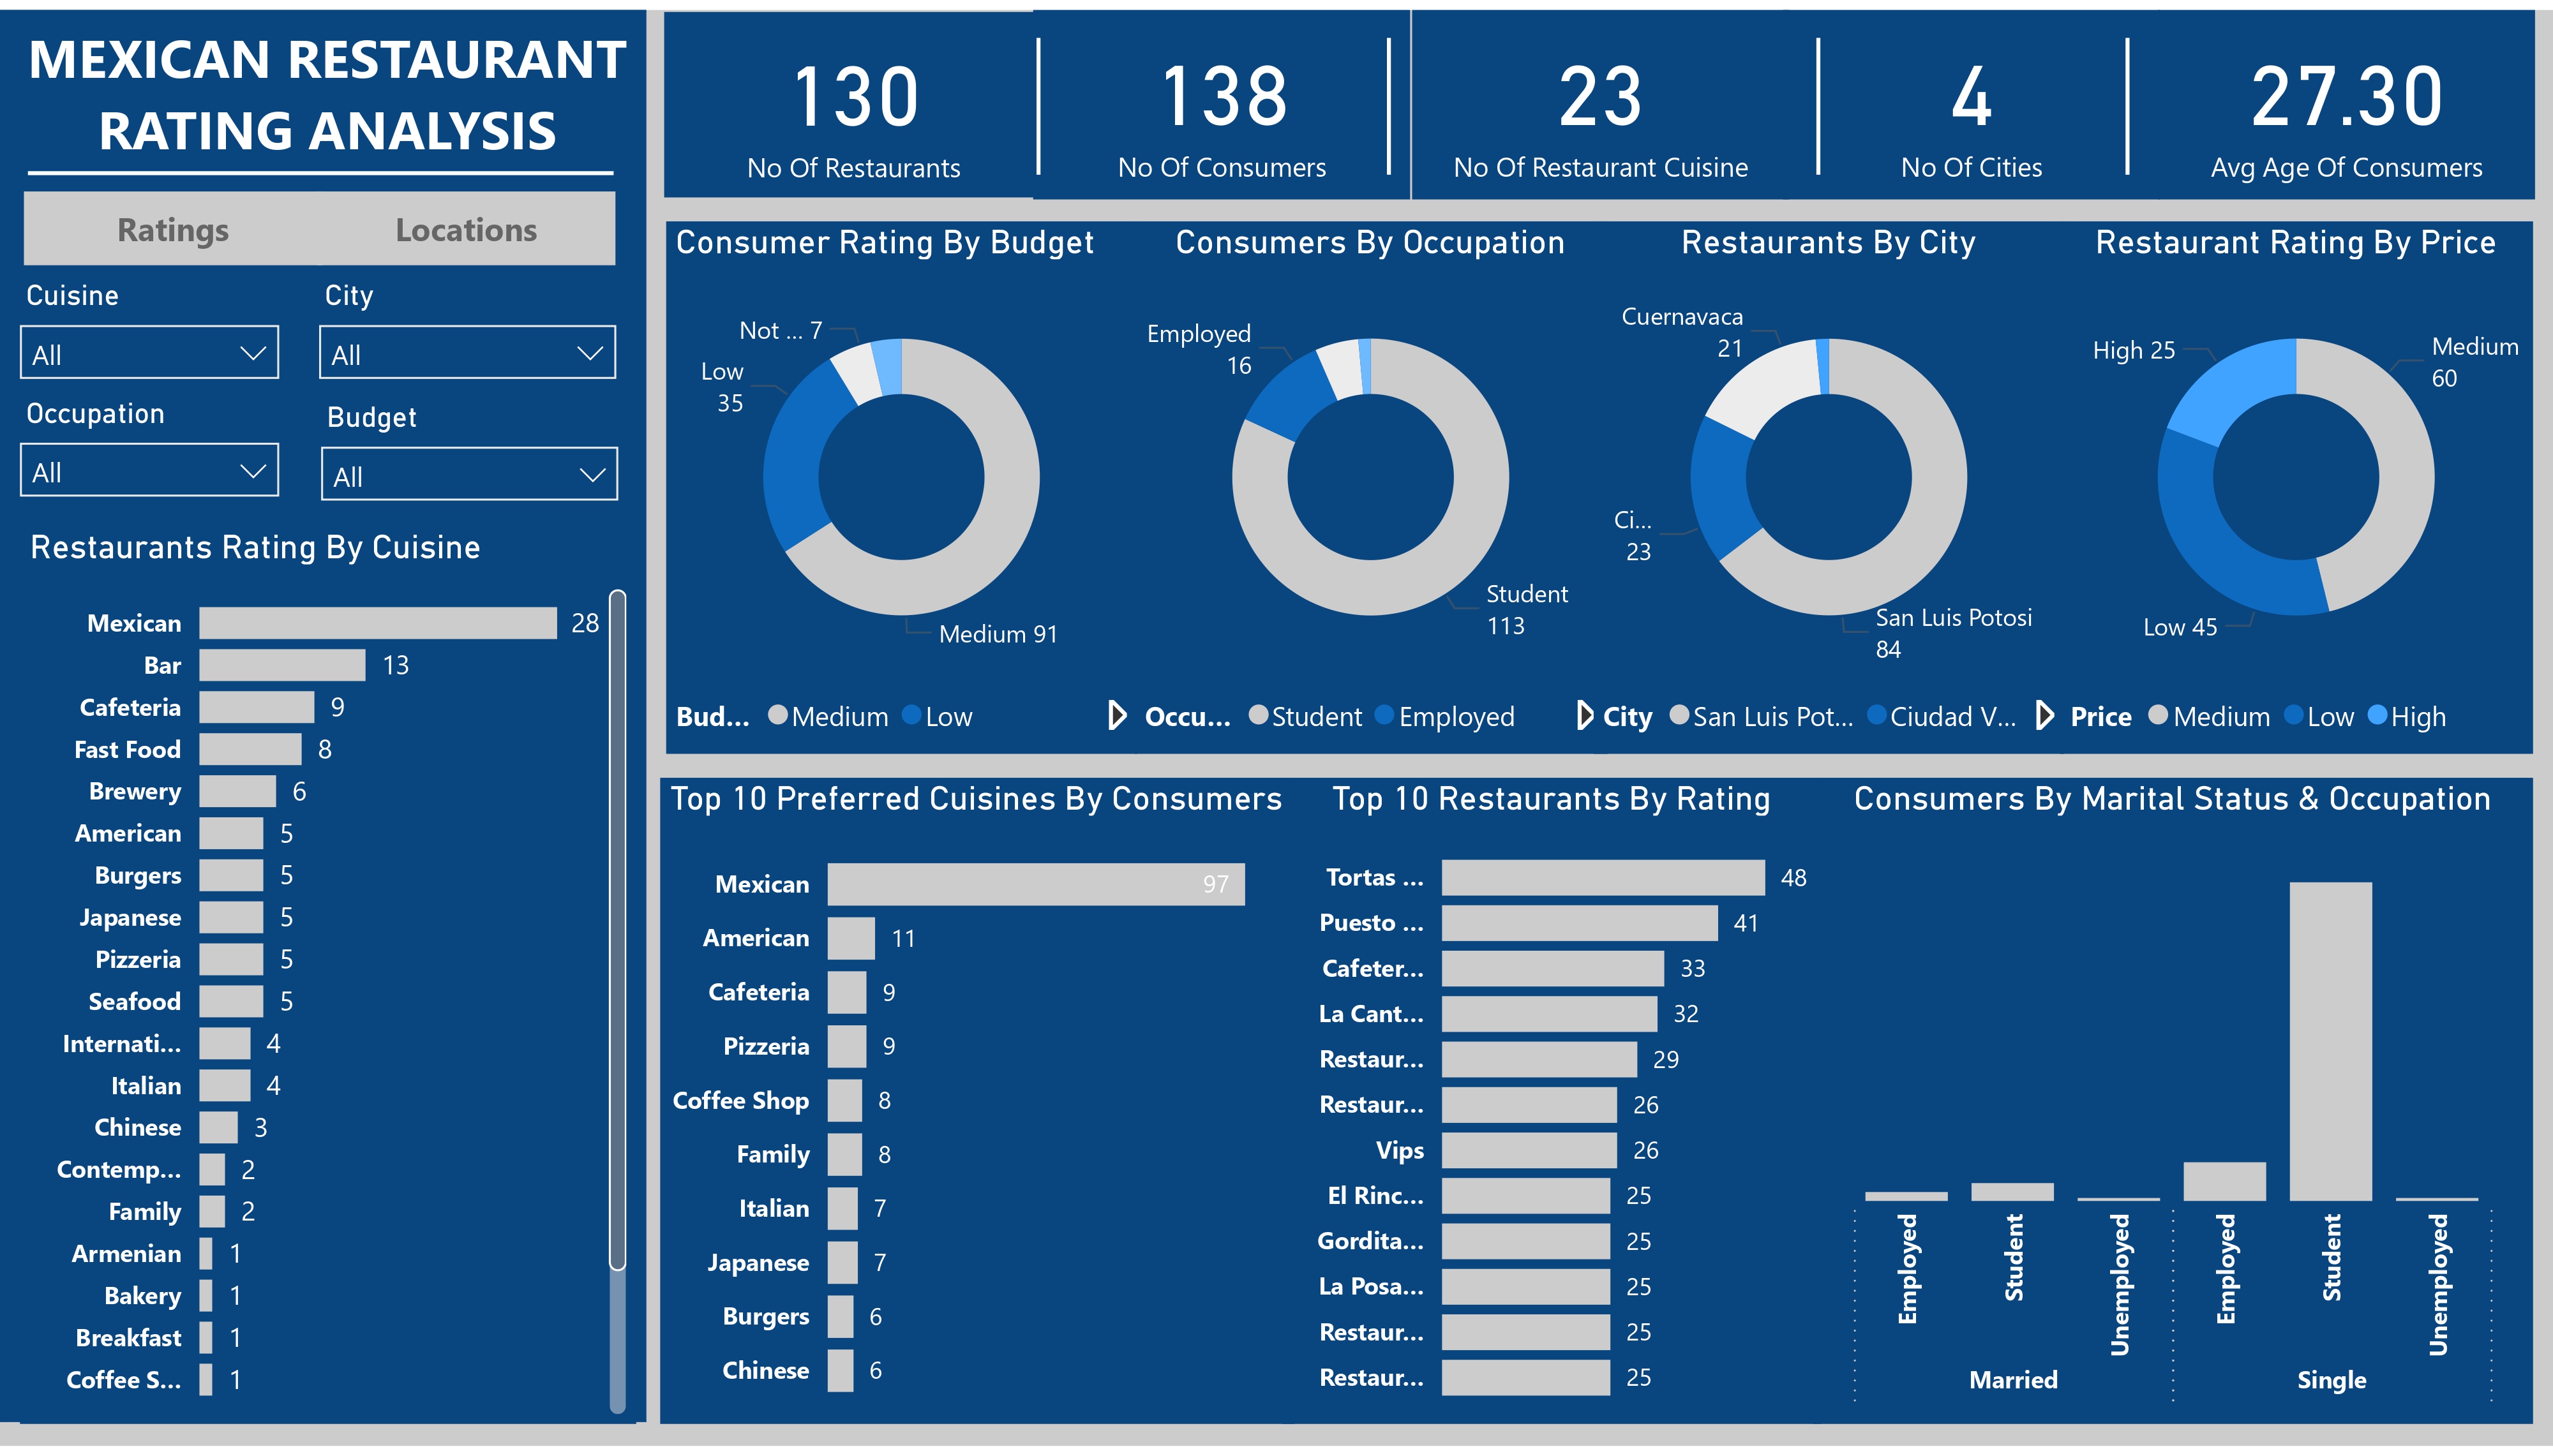 MEXICAN RESTAURANT
RATING ANALYSIS
Ratings
Locations
Cuisine
City
All
All
Occupation
Budget
All
All
Restaurants Rating By Cuisine
Mexican 28
Bar 13
Cafeteria 9
Fast Food 8
Brewery 6
American 5
Burgers 5
Japanese 5
Pizzeria 5
Seafood 5
Internati... 4
Italian 4
Chinese 3
Contemp... 2
Family 2
Armenian 1
Bakery 1
Breakfast 1
Coffee S... 1
130
No Of Restaurants
138
No Of Consumers
23
No Of Restaurant Cuisine
4
No Of Cities
27.30
Avg Age Of Consumers
Consumer Rating By Budget
Not ... 7
Low
35
Medium 91
Bud... Medium Low
Consumers By Occupation
Employed
16
Student
113
Occu... Student Employed
Restaurants By City
Cuernavaca
21
Ci...
23
San Luis Potosi
84
City San Luis Pot... Ciudad V...
Restaurant Rating By Price
High 25
Medium
60
Low 45
Price Medium Low High
Top 10 Preferred Cuisines By Consumers
Mexican 97
American 11
Cafeteria 9
Pizzeria 9
Coffee Shop 8
Family 8
Italian 7
Japanese 7
Burgers 6
Chinese 6
Top 10 Restaurants By Rating
Tortas ... 48
Puesto ... 41
Cafeter... 33
La Cant... 32
Restaur... 29
Restaur... 26
Vips 26
El Rinc... 25
Gordita... 25
La Posa... 25
Restaur... 25
Restaur... 25
Consumers By Marital Status & Occupation
Employed
Student
Unemployed
Employed
Student
Unemployed
Married
Single